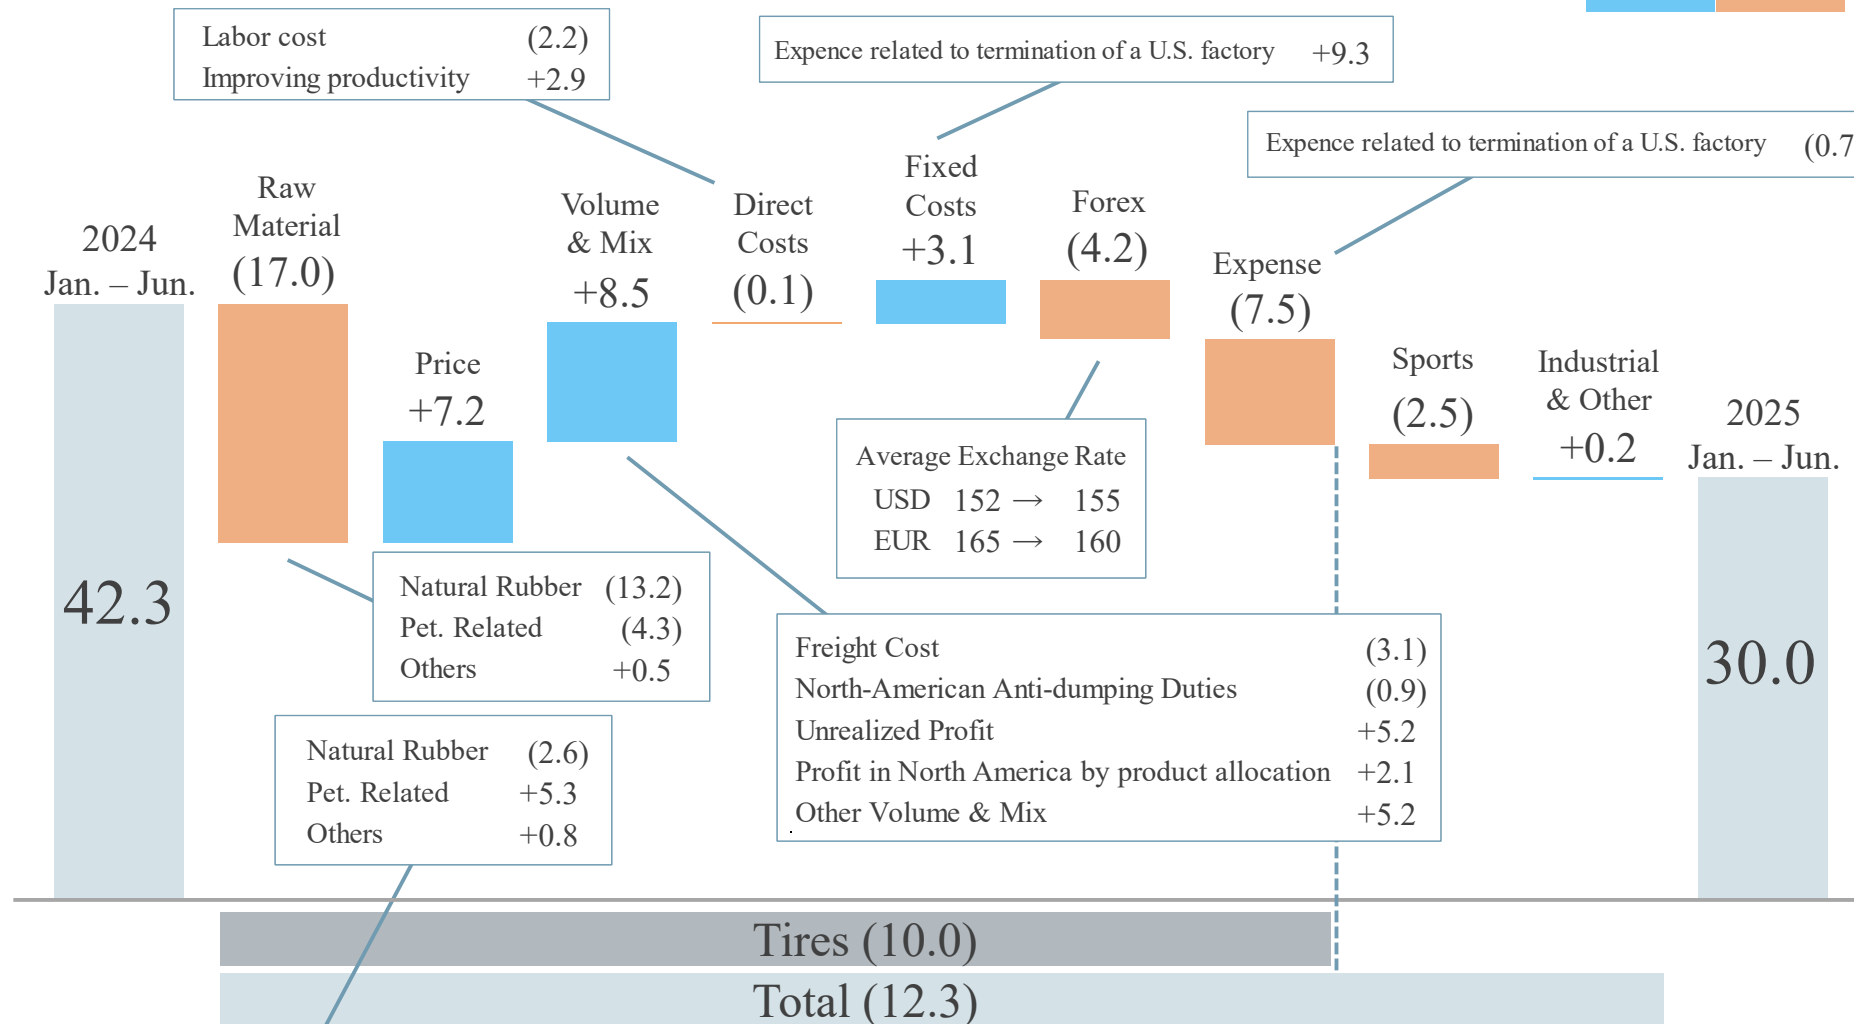 Labor cost (2.2)
Improving productivity +2.9
Expence related to termination of a U.S. factory +9.3
Expence related to termination of a U.S. factory (0.7
2024
Jan. – Jun.
42.3
Raw
Material
(17.0)
Price
+7.2
Volume
& Mix
+8.5
Direct
Costs
(0.1)
Fixed
Costs
+3.1
Forex
(4.2)
Expense
(7.5)
Sports
(2.5)
Industrial
& Other
+0.2
2025
Jan. – Jun.
30.0
Average Exchange Rate
USD 152 → 155
EUR 165 → 160
Natural Rubber (13.2)
Pet. Related (4.3)
Others +0.5
Freight Cost (3.1)
North-American Anti-dumping Duties (0.9)
Unrealized Profit +5.2
Profit in North America by product allocation +2.1
Other Volume & Mix +5.2
Natural Rubber (2.6)
Pet. Related +5.3
Others +0.8
Tires (10.0)
Total (12.3)